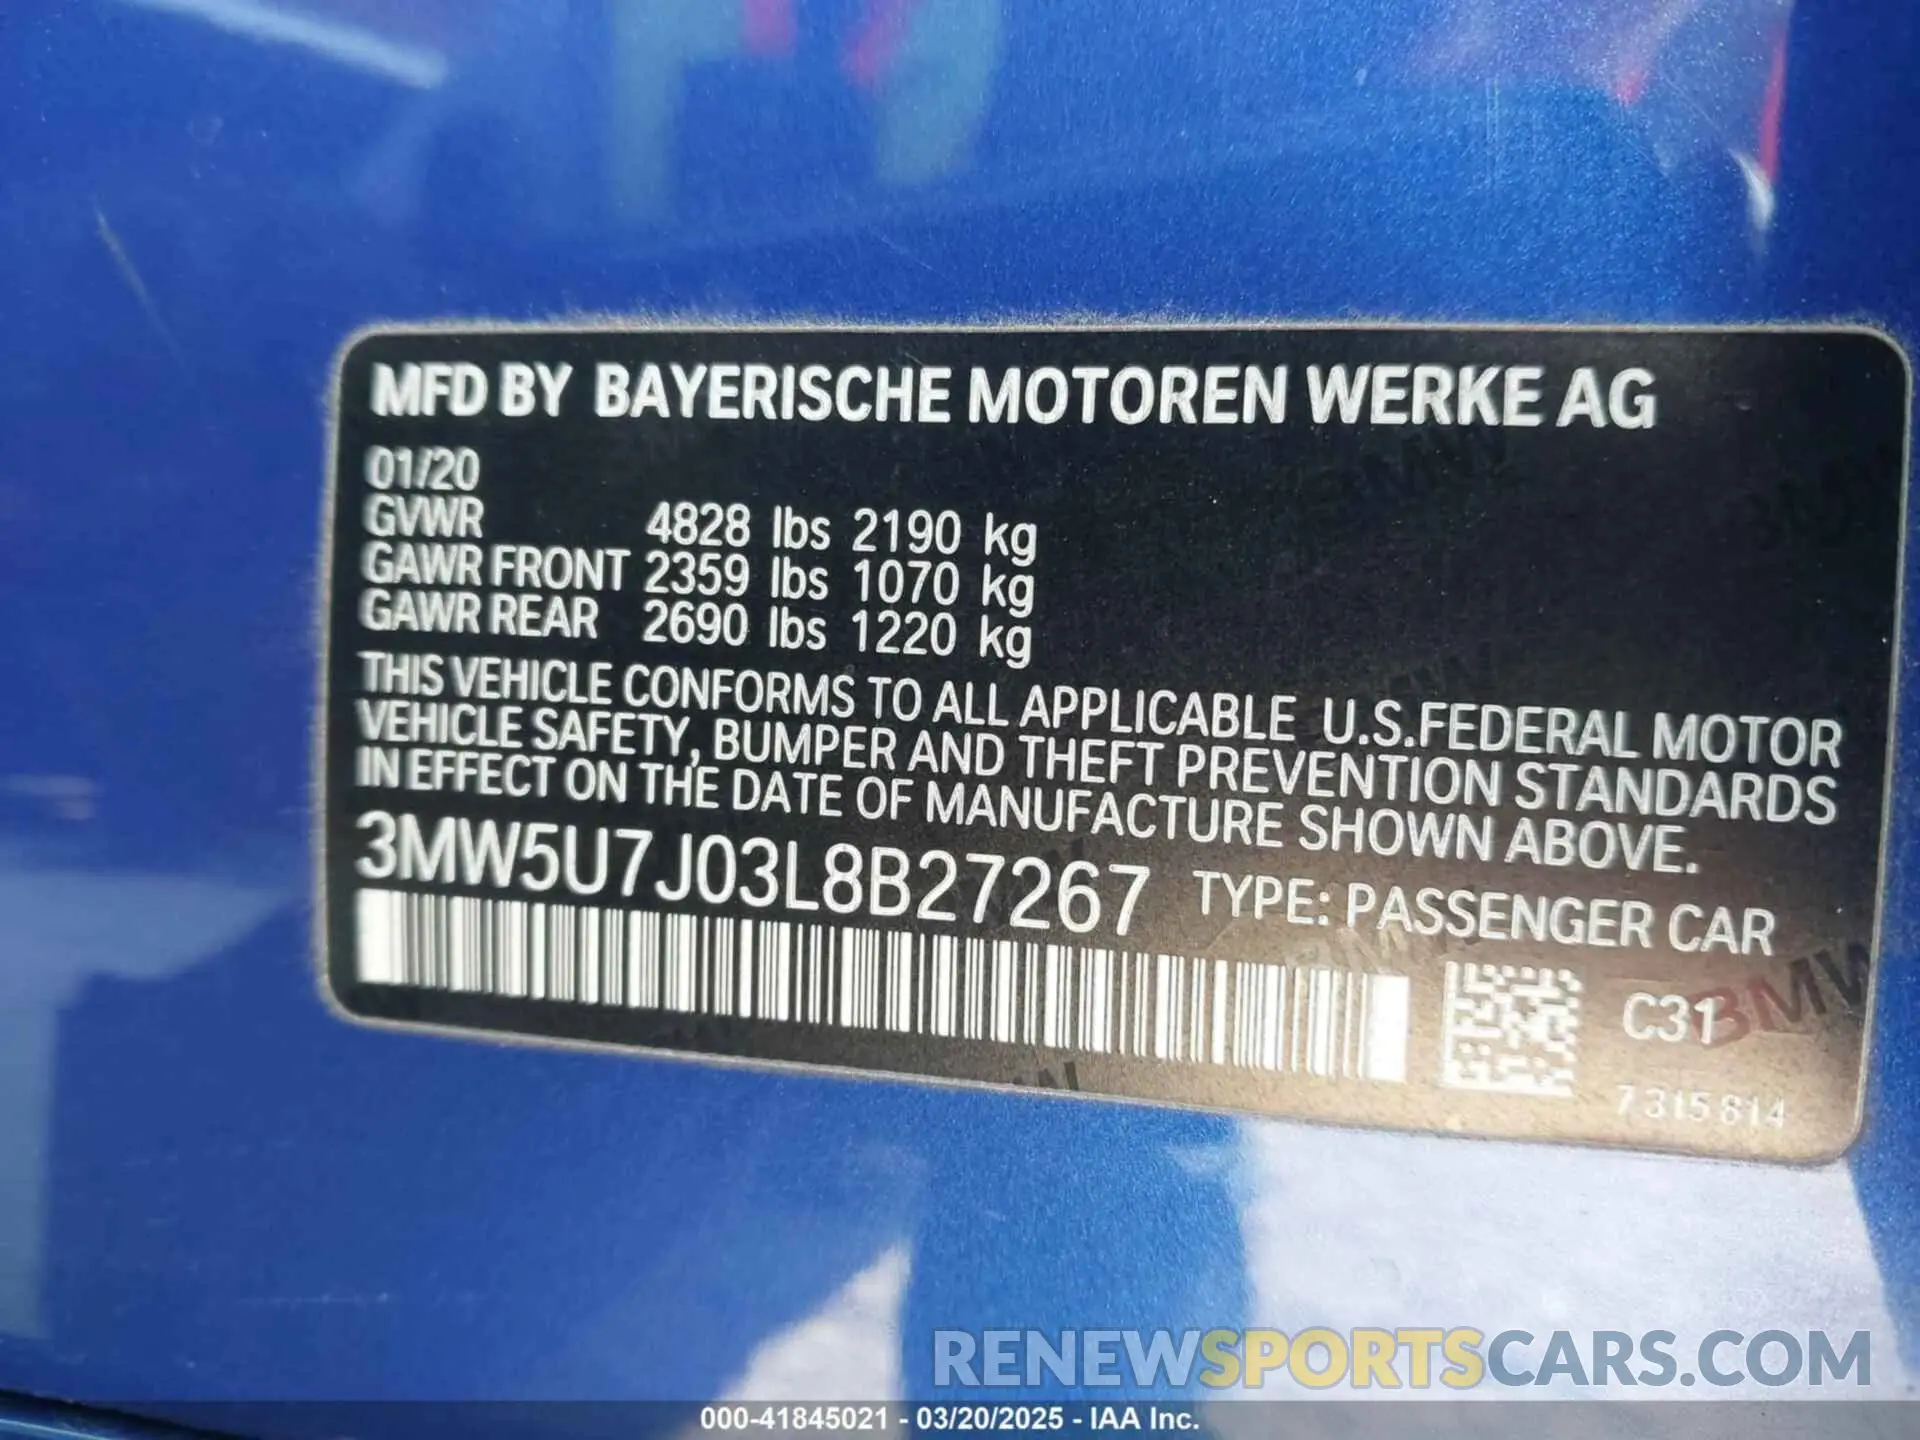 MFD BY BAYERISCHE MOTOREN WERKE AG
01/20
GVWR 4828 lbs 2190 kg
GAWR FRONT 2359 lbs 1070 kg
GAWR REAR 2690 lbs 1220 kg
THIS VEHICLE CONFORMS TO ALL APPLICABLE U.S.FEDERAL MOTOR
VEHICLE SAFETY, BUMPER AND THEFT PREVENTION STANDARDS
IN EFFECT ON THE DATE OF MANUFACTURE SHOWN ABOVE.
3MW5U7J03L8B27267 TYPE: PASSENGER CAR
C31 BMW
7315814
RENEWSPORTSCARS.COM
000-41845021 - 03/20/2025 - IAA Inc.